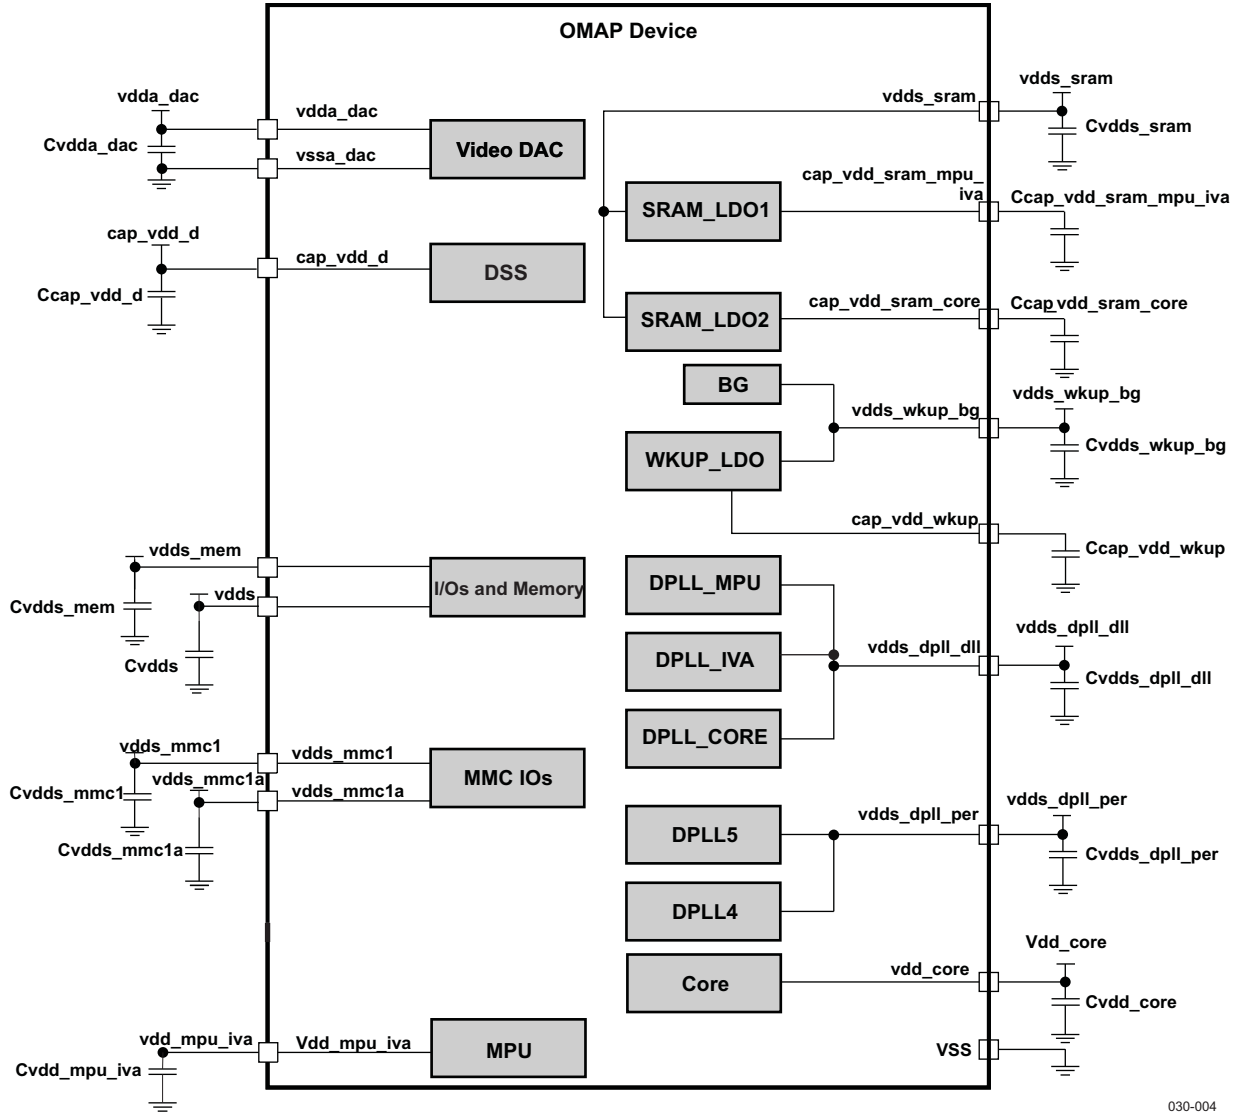 OMAP Device
vdda_dac
vdda_dac
Cvdda_dac
vssa_dac
Video DAC
cap_vdd_d
cap_vdd_d
Ccap_vdd_d
DSS
vdds_mem
vdds
I/Os and Memory
Cvdds_mem
Cvdds
vdds_mmc1
vdds_mmc1
vdds_mmc1a
vdds_mmc1a
MMC IOs
Cvdds_mmc1
Cvdds_mmc1a
vdd_mpu_iva
Vdd_mpu_iva
MPU
Cvdd_mpu_iva
vdds_sram
vdds_sram
Cvdds_sram
SRAM_LDO1
cap_vdd_sram_mpu_
iva
Ccap_vdd_sram_mpu_iva
SRAM_LDO2
cap_vdd_sram_core
Ccap_vdd_sram_core
BG
vdds_wkup_bg
vdds_wkup_bg
Cvdds_wkup_bg
WKUP_LDO
cap_vdd_wkup
Ccap_vdd_wkup
DPLL_MPU
DPLL_IVA
vdds_dpll_dll
vdds_dpll_dll
Cvdds_dpll_dll
DPLL_CORE
DPLL5
vdds_dpll_per
vdds_dpll_per
Cvdds_dpll_per
DPLL4
Core
vdd_core
Vdd_core
Cvdd_core
VSS
030-004